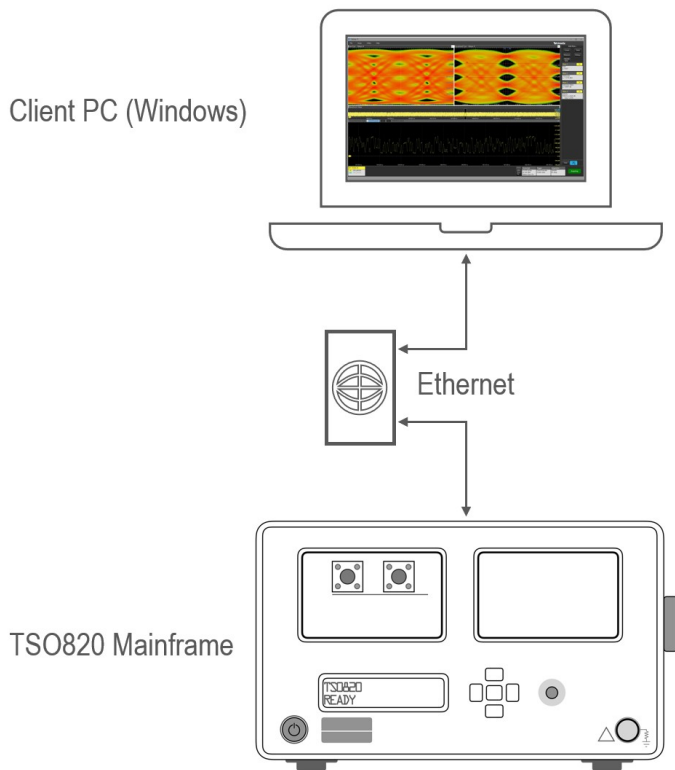 Client PC (Windows)
Ethernet
TSO820 Mainframe
TSO820
READY